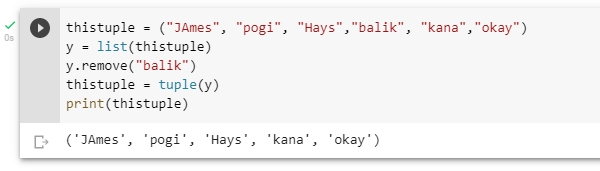 thistuple = ("JAmes", "pogi", "Hays","balik", "kana","okay")
y = list(thistuple)
y.remove("balik")
thistuple = tuple(y)
print(thistuple)
0s
('JAmes', 'pogi', 'Hays', 'kana', 'okay')